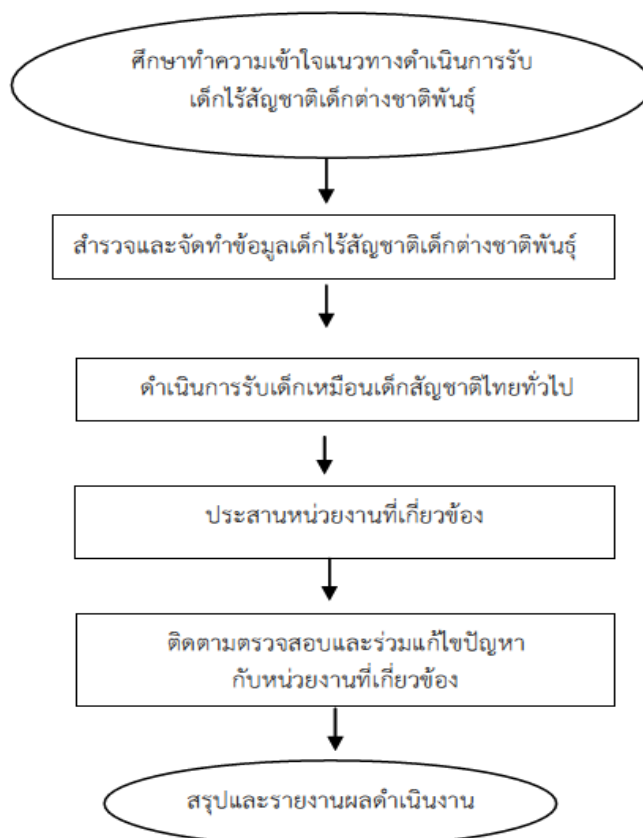 ศึกษาทำความเข้าใจแนวทางดำเนินการรับ
เด็กไร้สัญชาติเด็กต่างชาติพันธุ์
สำรวจและจัดทำข้อมูลเด็กไร้สัญชาติเด็กต่างชาติพันธุ์
ดำเนินการรับเด็กเหมือนเด็กสัญชาติไทยทั่วไป
ประสานหน่วยงานที่เกี่ยวข้อง
ติดตามตรวจสอบและร่วมแก้ไขปัญหา
กับหน่วยงานที่เกี่ยวข้อง
สรุปและรายงานผลดำเนินงาน